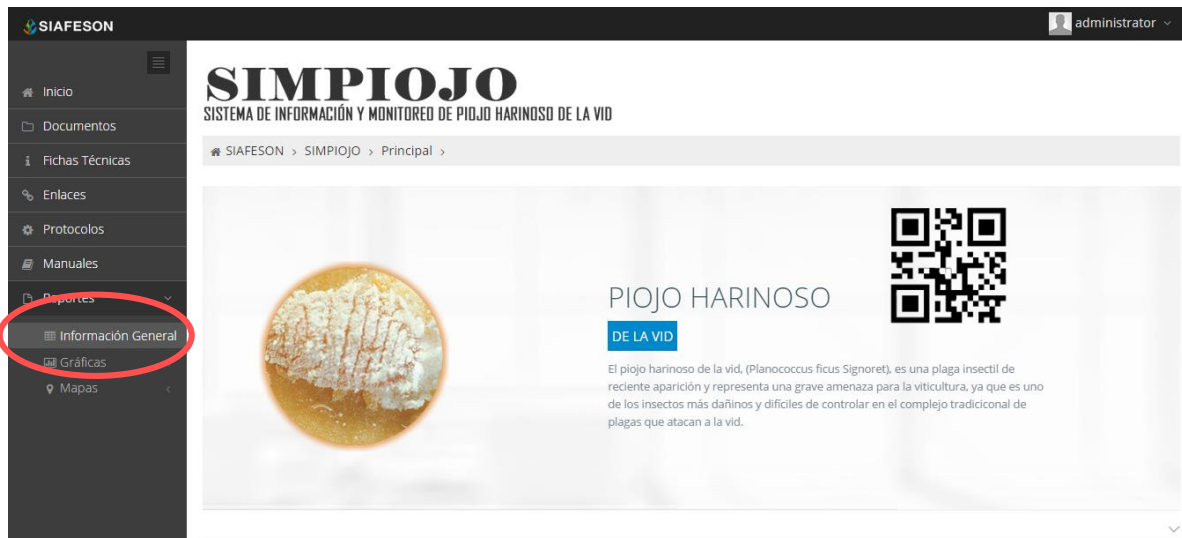 SIAFESON
administrator
Inicio
Documentos
Fichas Técnicas
Enlaces
Protocolos
Manuales
Reportes
Información General
Gráficas
Mapas
SIMPIOJO
SISTEMA DE INFORMACIÓN Y MONITOREO DE PIOJO HARINOSO DE LA VID
SIAFESON > SIMPIOJO > Principal >
PIOJO HARINOSO
DE LA VID
El piojo harinoso de la vid, (Planococcus ficus Signoret), es una plaga insectil de
reciente aparición y representa una grave amenaza para la viticultura, ya que es uno
de los insectos más dañinos y difíciles de controlar en el complejo tradiciconal de
plagas que atacan a la vid.